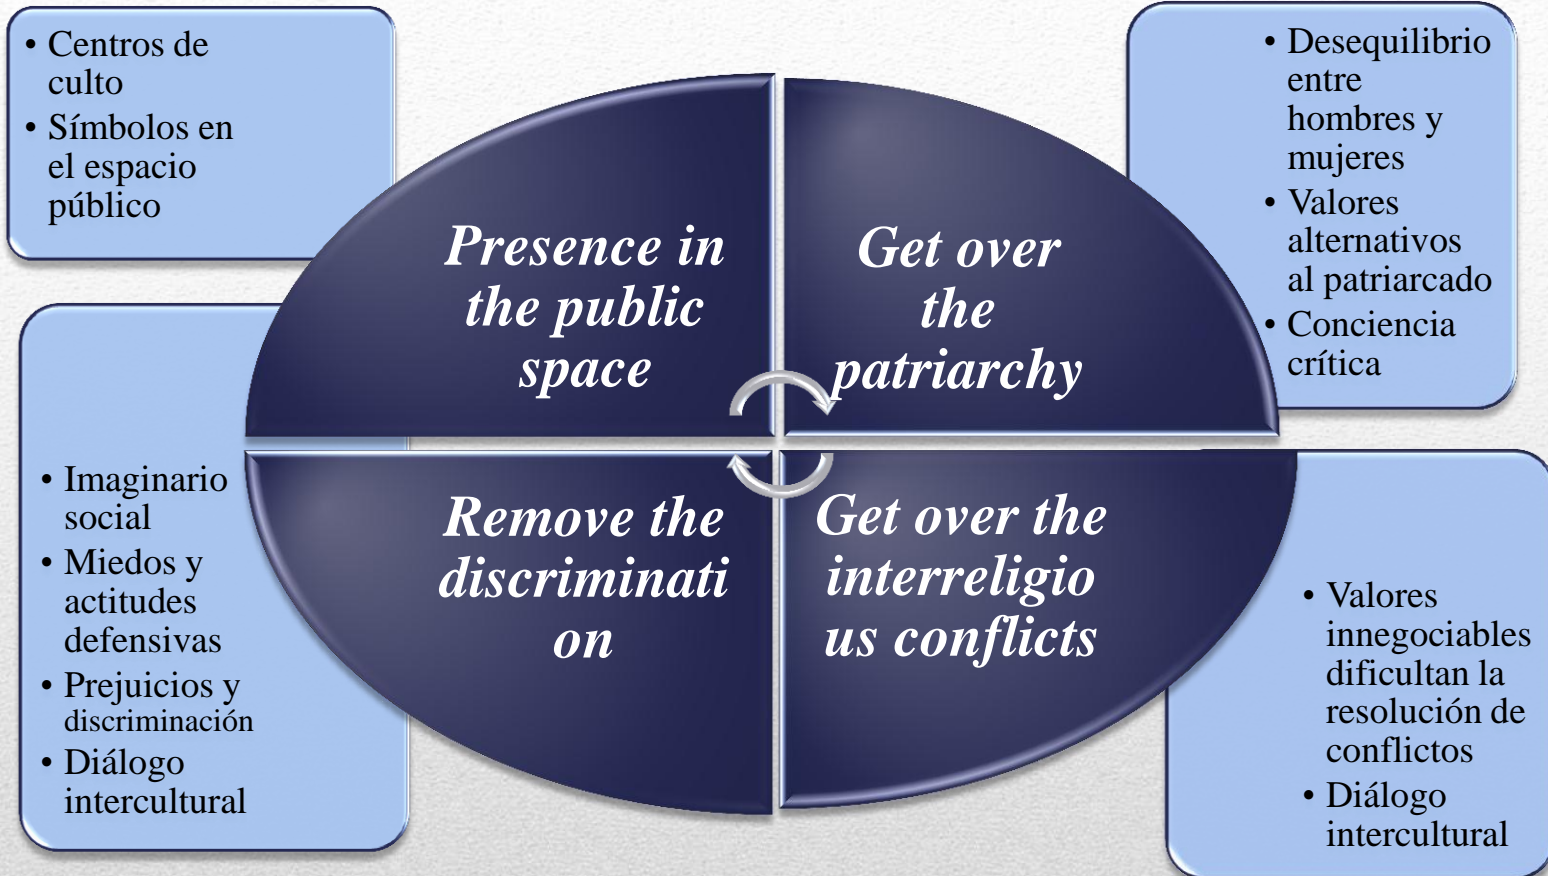 • Centros de
culto
• Símbolos en
el espacio
público
Presence in
the public
space
Get over
the
patriarchy
• Desequilibrio
entre
hombres y
mujeres
• Valores
alternativos
al patriarcado
• Conciencia
crítica
• Imaginario
social
• Miedos y
actitudes
defensivas
• Prejuicios y
discriminación
• Diálogo
intercultural
Remove the
discriminati
on
Get over the
interreligio
us conflicts
• Valores
innegociables
dificultan la
resolución de
conflictos
• Diálogo
intercultural